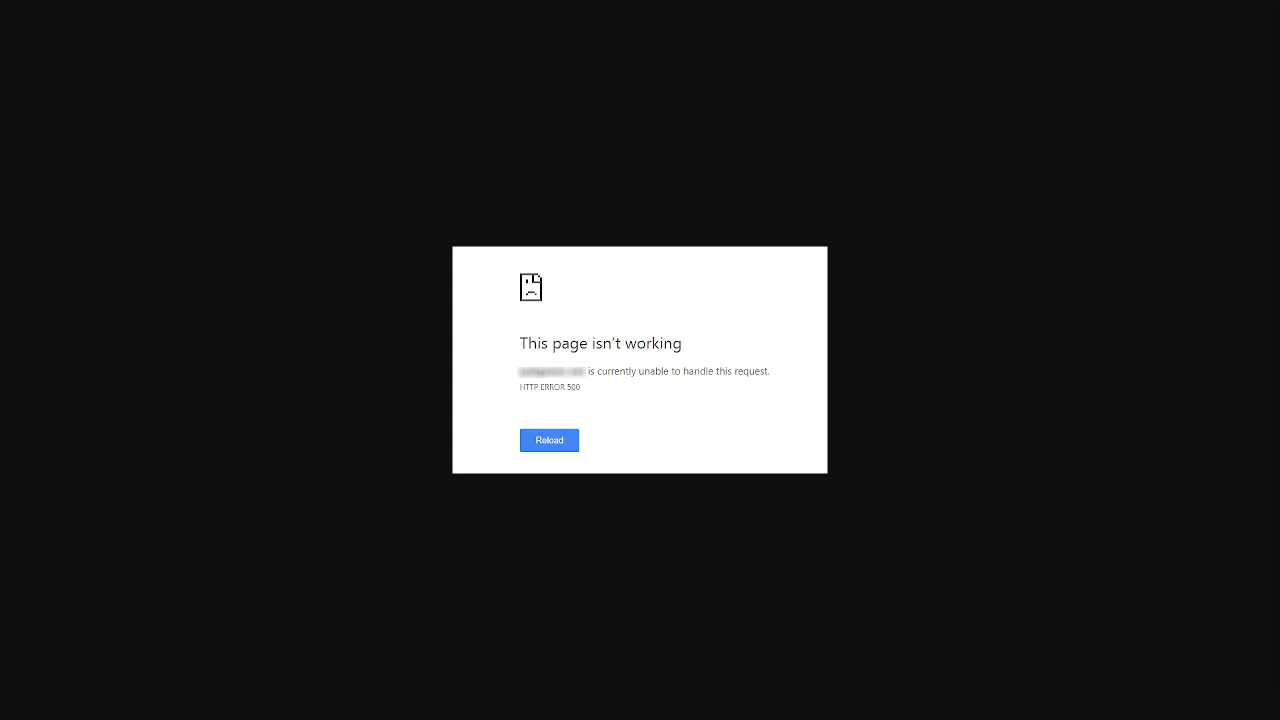 This page isn't working
is currently unable to handle this request.
HTTP ERROR 500
Reload